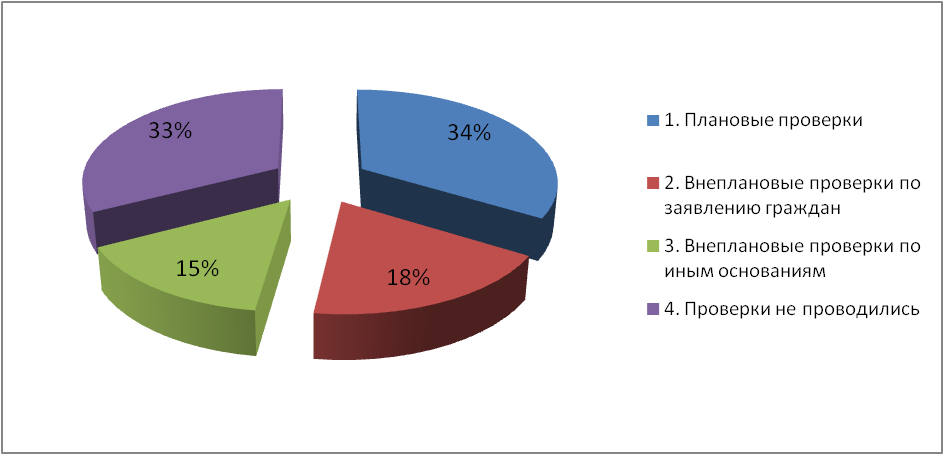 33%
34%
15%
18%
1. Плановые проверки
2. Внеплановые проверки по
заявлению граждан
3. Внеплановые проверки по
иным основаниям
4. Проверки не проводились